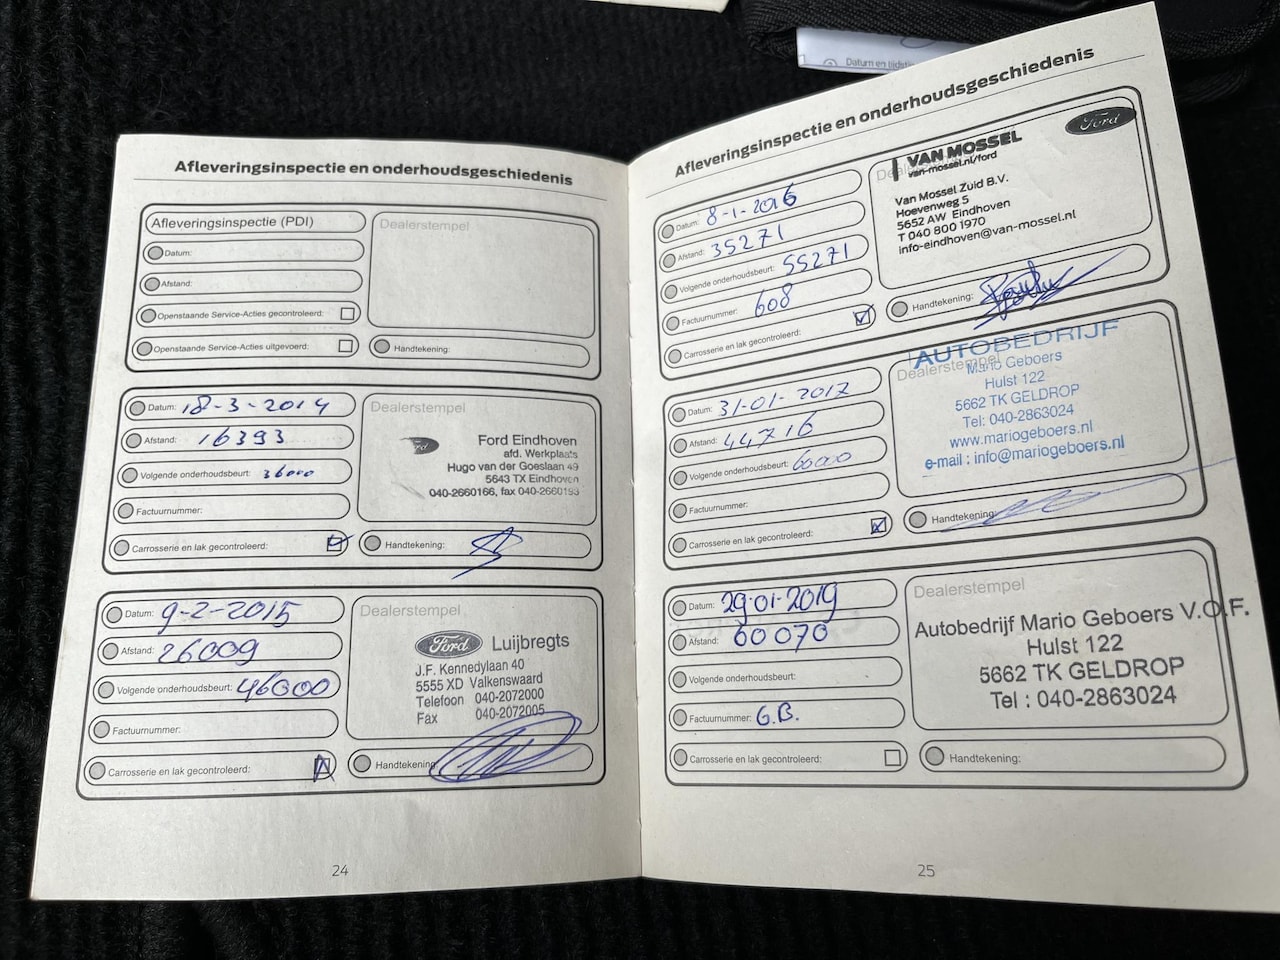 Datum en tijdstip
Afleveringsinspectie en onderhoudsgeschiedenis
Afleveringsinspectie (PDI)
Dealerstempel
Datum:
Afstand:
Openstaande Service-Acties gecontroleerd:
Openstaande Service-Acties uitgevoerd:
Handtekening:
Datum: 18-3-2014
Dealerstempel
Afstand: 16393
Volgende onderhoudsbeurt: 36000
Factuurnummer:
Carrosserie en lak gecontroleerd:
Ford Eindhoven
afd. Werkplaats
Hugo van der Goeslaan 49
5643 TX Eindhoven
040-2660166, fax 040-2660193
Handtekening:
Datum: 9-2-2015
Dealerstempel
Afstand: 26009
Volgende onderhoudsbeurt: 46000
Factuurnummer:
Carrosserie en lak gecontroleerd:
Ford Luijbregts
J.F. Kennedylaan 40
5555 XD Valkenswaard
Telefoon 040-2072000
Fax 040-2072005
Handtekening:
24
Afleveringsinspectie en onderhoudsgeschiedenis
Datum: 8-1-2016
Afstand: 35271
Volgende onderhoudsbeurt: 55271
Factuurnummer: 608
Carrosserie en lak gecontroleerd:
VAN MOSSEL Ford
van-mossel.nl/ford
Van Mossel Zuid B.V.
Hoevenweg 5
5652 AW Eindhoven
T 040 800 1970
info-eindhoven@van-mossel.nl
Handtekening:
Datum: 31-01-2017
Afstand: 44716
Volgende onderhoudsbeurt: 60000
Factuurnummer:
Carrosserie en lak gecontroleerd:
Dealerstempel
AUTOBEDRIJF
Mario Geboers
Hulst 122
5662 TK GELDROP
Tel: 040-2863024
www.mariogeboers.nl
e-mail : info@mariogeboers.nl
Handtekening:
Datum: 29-01-2019
Afstand: 60070
Volgende onderhoudsbeurt:
Factuurnummer: G.B.
Carrosserie en lak gecontroleerd:
Dealerstempel
Autobedrijf Mario Geboers V.O.F.
Hulst 122
5662 TK GELDROP
Tel : 040-2863024
Handtekening:
25